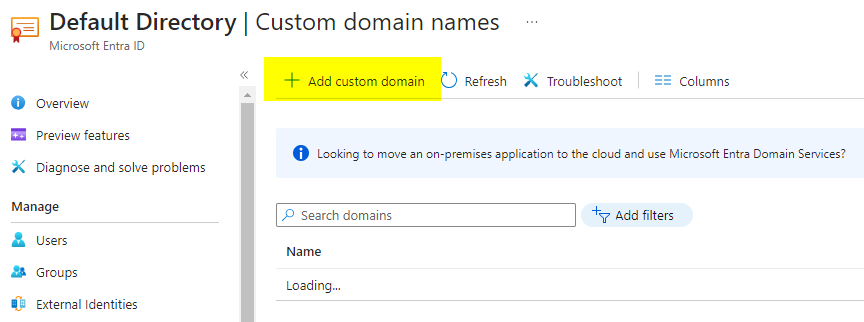 Default Directory | Custom domain names ...
Microsoft Entra ID
«
Overview
Preview features
Diagnose and solve problems
Manage
Users
Groups
External Identities
Add custom domain Refresh Troubleshoot Columns
Looking to move an on-premises application to the cloud and use Microsoft Entra Domain Services?
Search domains Add filters
Name
Loading...